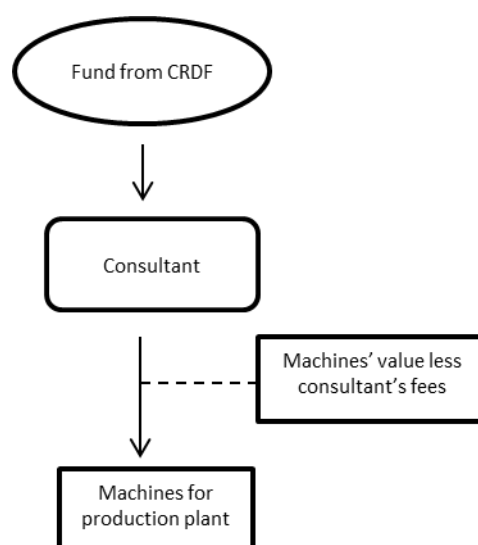 Fund from CRDF
Consultant
Machines' value less
consultant's fees
Machines for
production plant